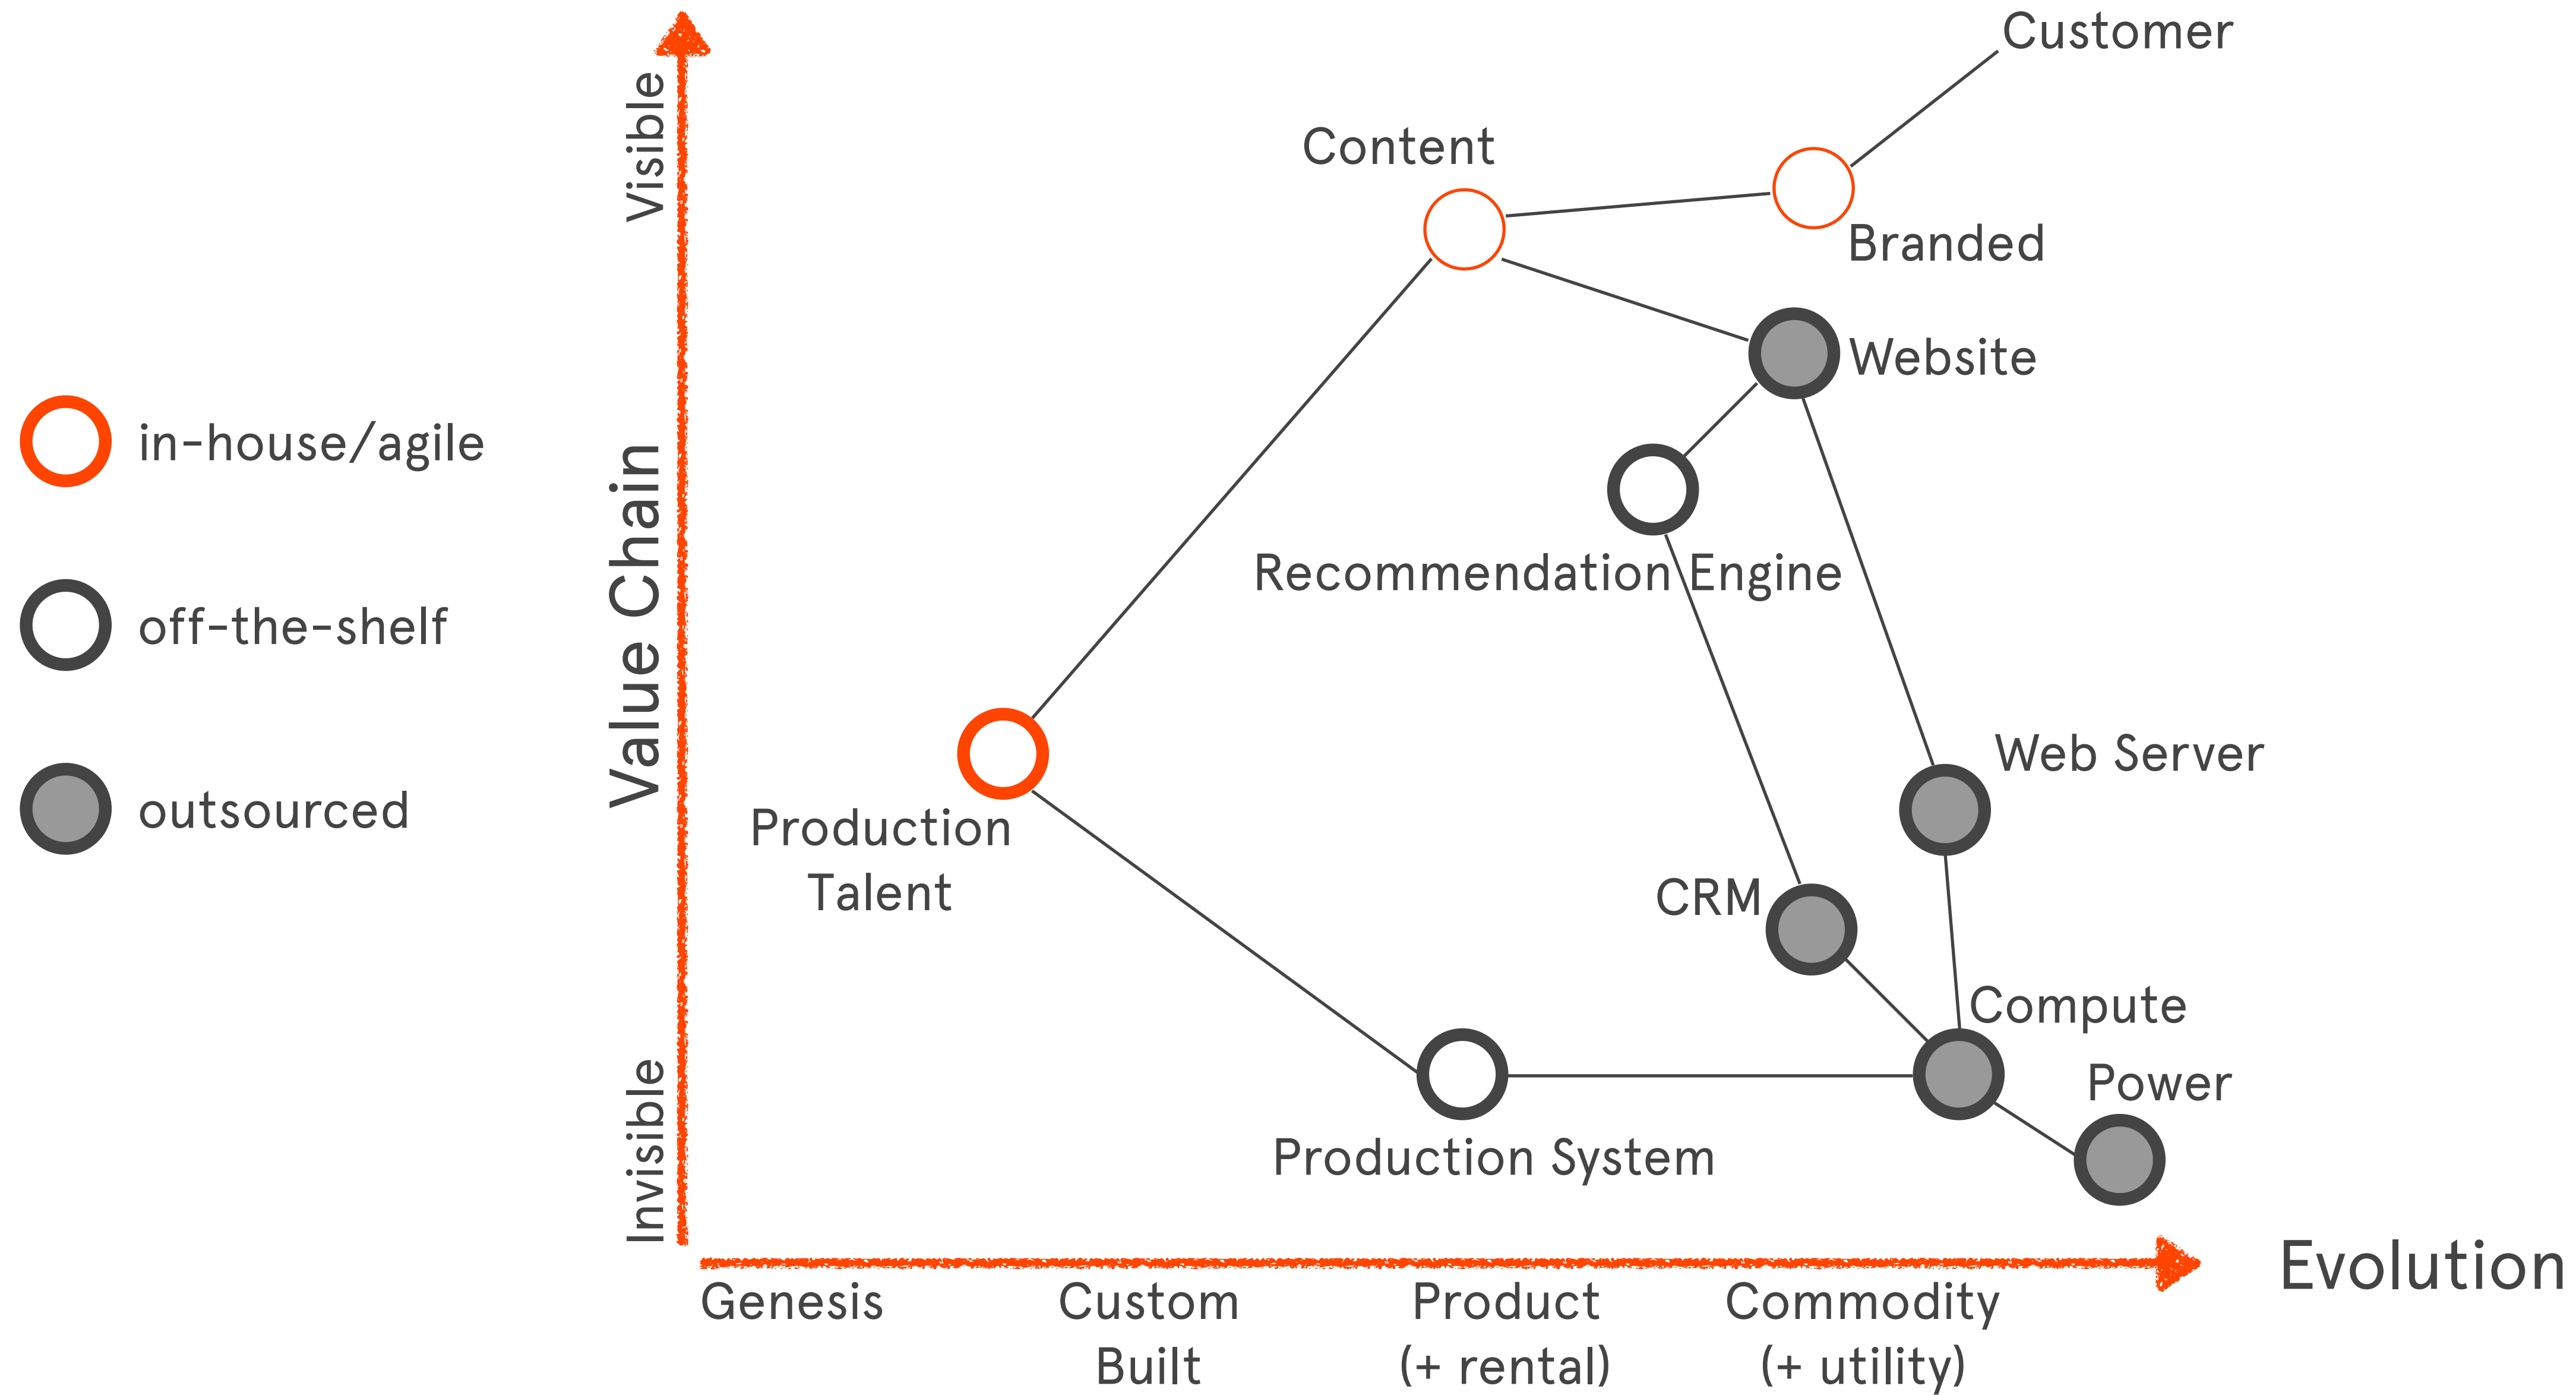 Customer
Visible
Content
Branded
Website
in-house/agile
Value Chain
Recommendation Engine
off-the-shelf
Web Server
outsourced
Production
Talent
CRM
Compute
Power
Invisible
Production System
Evolution
Genesis
Custom
Built
Product
(+ rental)
Commodity
(+ utility)